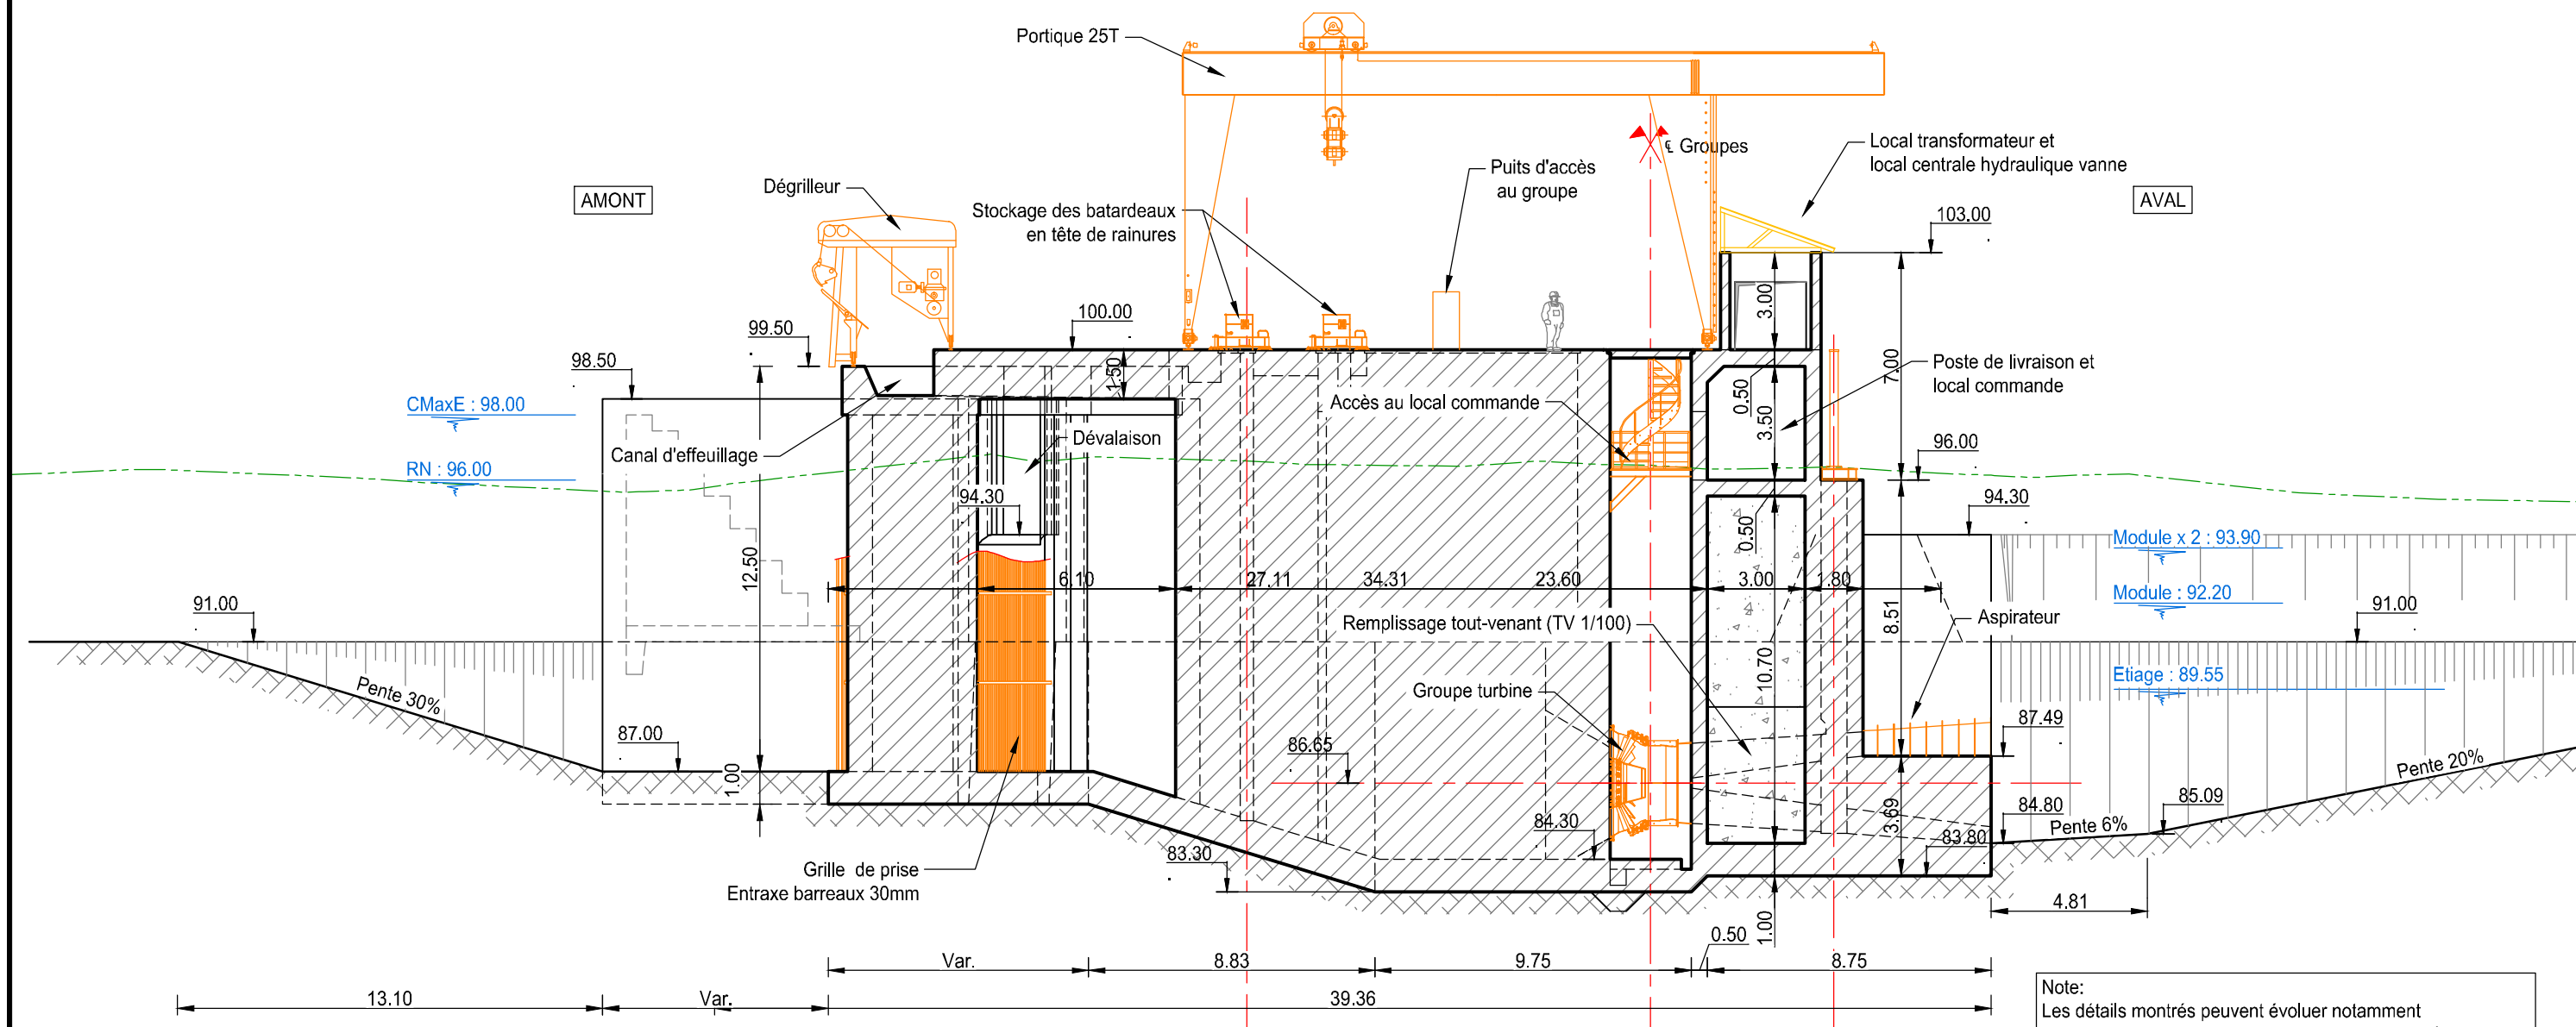 Portique 25T
℄ Groupes
Local transformateur et
local centrale hydraulique vanne
Puits d'accès
au groupe
Dégrilleur
AMONT
AVAL
Stockage des batardeaux
en tête de rainures
103.00
3.00
7.00
100.00
99.50
98.50
1.50
0.50
3.50
Poste de livraison et
local commande
CMaxE : 98.00
Accès au local commande
Canal d'effeuillage
Dévalaison
96.00
RN : 96.00
94.30
94.30
0.50
Module x 2 : 93.90
12.50
6.10
27.11
34.31
23.60
3.00
1.80
Module : 92.20
91.00
91.00
Remplissage tout-venant (TV 1/100)
8.51
Aspirateur
10.70
Etiage : 89.55
Pente 30%
Groupe turbine
87.00
86.65
87.49
1.00
Pente 20%
84.30
3.69
84.80
85.09
Pente 6%
83.80
83.30
Grille de prise
Entraxe barreaux 30mm
1.00
4.81
0.50
Var.
8.83
9.75
8.75
13.10
Var.
39.36
Note:
Les détails montrés peuvent évoluer notamment